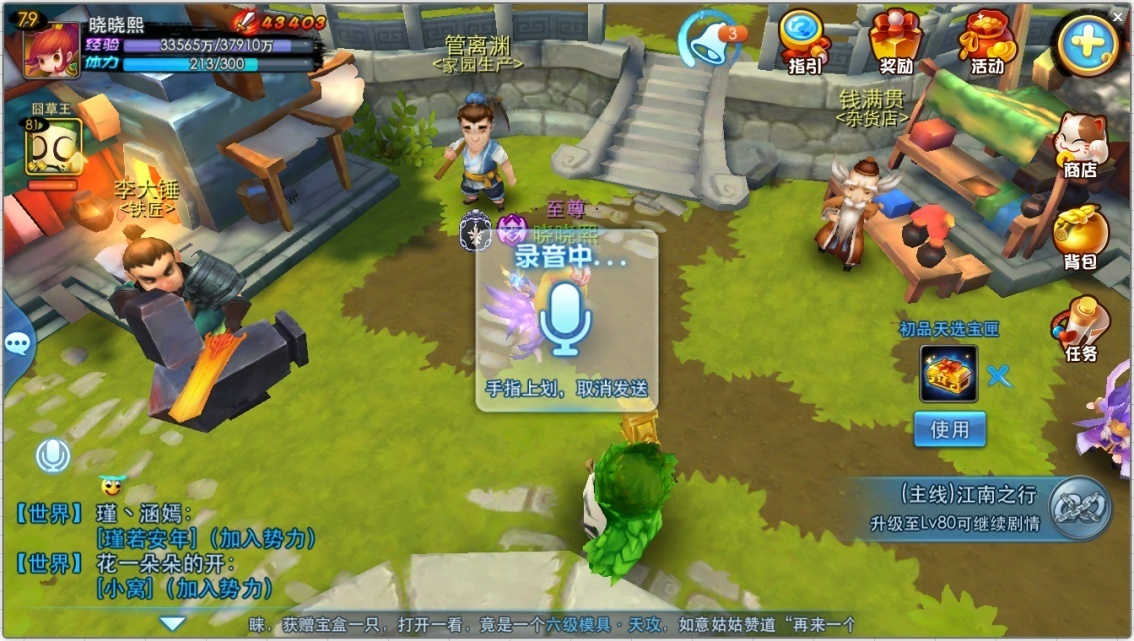 79
晓晓熙
43403
经验 33565万/37910万
体力 213/300
囧草王
81
管离渊
<家园生产>
3
指引
奖励
活动
钱满贯
<杂货店>
商店
背包
任务
李大锤
<铁匠>
至尊
晓晓熙
录音中...
手指上划，取消发送
初品天选宝匣
使用
(主线)江南之行
升级至Lv80可继续剧情
【世界】瑾丶涵嫣：
[瑾若安年]（加入势力）
【世界】花一朵朵的开：
[小窝]（加入势力）
睐，获赠宝盒一只，打开一看，竟是一个六级模具·天攻，如意姑姑赞道“再来一个